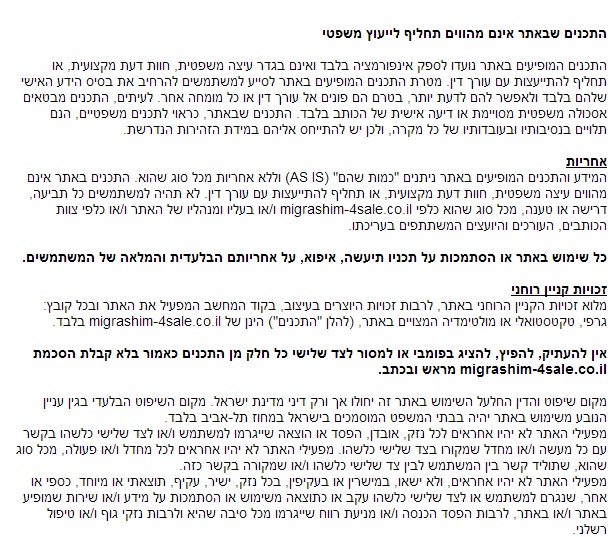 התכנים שבאתר אינם מהווים תחליף לייעוץ משפטי
התכנים המופיעים באתר נועדו לספק אינפורמציה בלבד ואינם בגדר עיצה משפטית, חוות דעת מקצועית, או
תחליף להתייעצות עם עורך דין. מטרת התכנים המופיעים באתר לסייע למשתמשים להרחיב את בסיס הידע האישי
שלהם בלבד ולאפשר להם לדעת יותר, בטרם הם פונים אל עורך דין או כל מומחה אחר. לעיתים, התכנים מבטאים
אסכולה משפטית מסויימת או דיעה אישית של הכותב בלבד. התכנים שבאתר, כראוי לתכנים משפטיים, הנם
תלויים בנסיבותיו ובעובדותיו של כל מקרה, ולכן יש להתייחס אליהם במידת הזהירות הנדרשת.
אחריות
המידע והתכנים המופיעים באתר ניתנים "כמות שהם" (AS IS) וללא אחריות מכל סוג שהוא. התכנים באתר אינם
מהווים עיצה משפטית, חוות דעת מקצועית, או תחליף להתייעצות עם עורך דין. לא תהיה למשתמשים כל תביעה,
דרישה או טענה, מכל סוג שהוא כלפי migrashim-4sale.co.il ו/או בעליו ומנהליו של האתר ו/או כלפי צוות
הכותבים, העורכים והיועצים המשתתפים בעריכתו.
כל שימוש באתר או הסתמכות על תכניו תיעשה, איפוא, על אחריותם הבלעדית והמלאה של המשתמשים.
זכויות קניין רוחני
מלוא זכויות הקניין הרוחני באתר, לרבות זכויות היוצרים בעיצוב, בקוד המחשב המפעיל את האתר ובכל קובץ:
גרפי, טקסטואלי או מולטימדיה המצויים באתר, (להלן "התכנים") הינן של migrashim-4sale.co.il בלבד.
אין להעתיק, להפיץ, להציג בפומבי או למסור לצד שלישי כל חלק מן התכנים כאמור בלא קבלת הסכמת
migrashim-4sale.co.il מראש ובכתב.
מקום שיפוט והדין החלעל השימוש באתר זה יחולו אך ורק דיני מדינת ישראל. מקום השיפוט הבלעדי בגין עניין
הנובע משימוש באתר יהיה בבתי המשפט המוסמכים בישראל במחוז תל-אביב בלבד.
מפעילי האתר לא יהיו אחראים לכל נזק, אובדן, הפסד או הוצאה שייגרמו למשתמש ו/או לצד שלישי כלשהו בקשר
עם כל מעשה ו/או מחדל שמקורו בצד שלישי כלשהו. מפעילי האתר לא יהיו אחראים לכל מחדל ו/או פעולה, מכל סוג
שהוא, שתוליד קשר בין המשתמש לבין צד שלישי כלשהו ו/או שמקורה בקשר כזה.
מפעילי האתר לא יהיו אחראים, ולא ישאו, במישרין או בעקיפין, בכל נזק, ישיר, עקיף, תוצאתי או מיוחד, כספי או
אחר, שנגרם למשתמש או לצד שלישי כלשהו עקב או כתוצאה משימוש או הסתמכות על מידע ו/או שירות שמופיע
באתר ו/או באתר, לרבות הפסד הכנסה ו/או מניעת רווח שייגרמו מכל סיבה שהיא ולרבות נזקי גוף ו/או טיפול
רשלני.